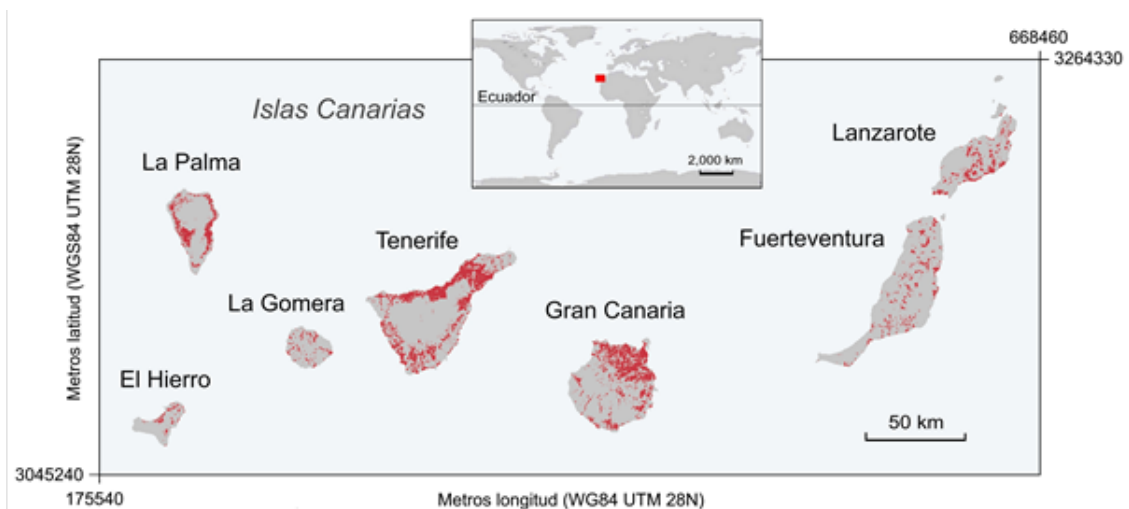 668460
3264330
Ecuador
2,000 km
Islas Canarias
Lanzarote
La Palma
Tenerife
Fuerteventura
La Gomera
Gran Canaria
El Hierro
50 km
Metros latitud (WGS84 UTM 28N)
3045240
175540
Metros longitud (WG84 UTM 28N)